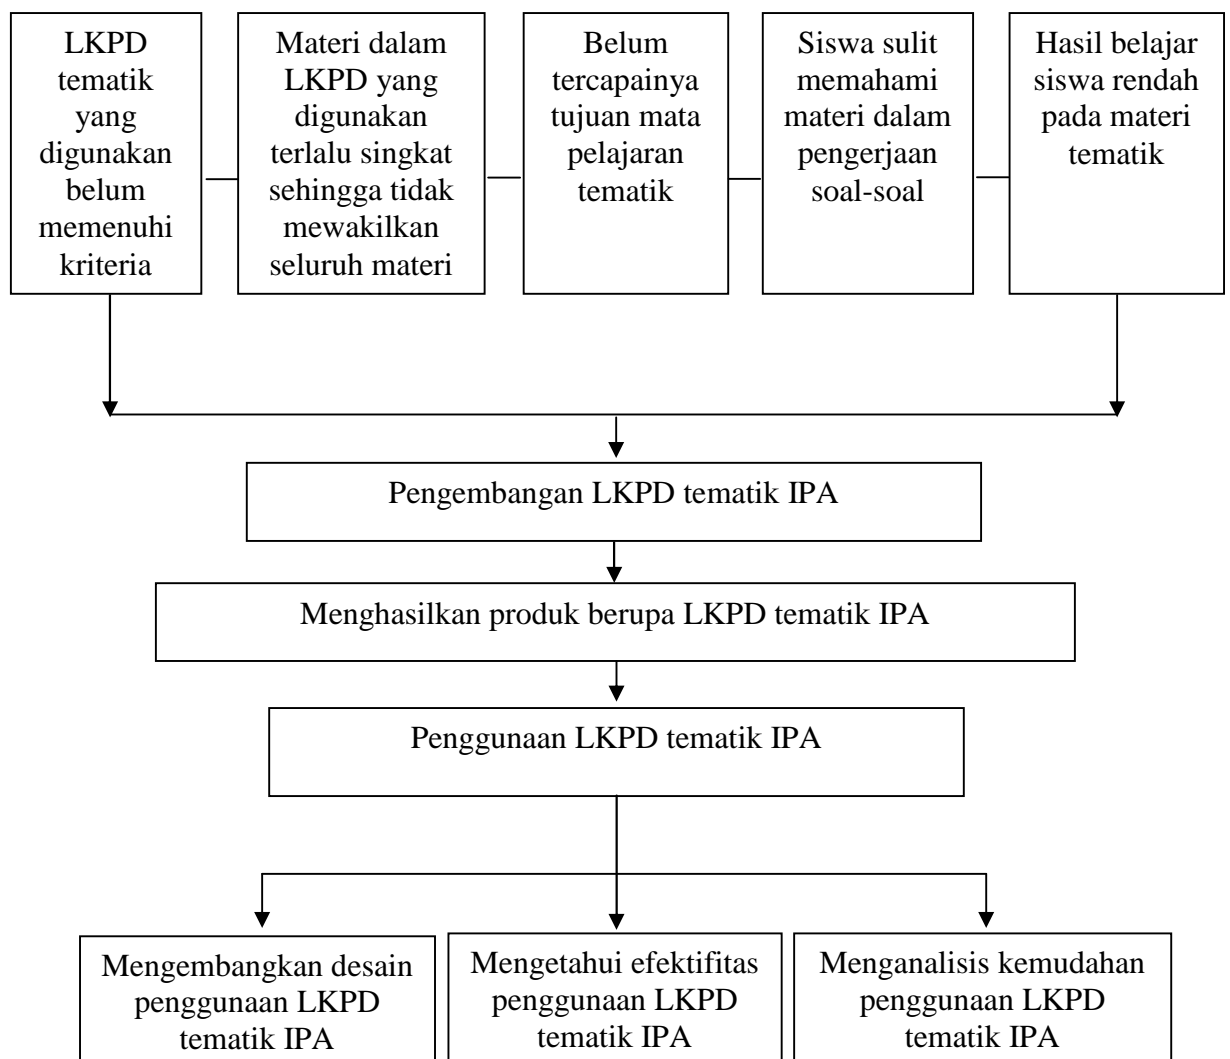 LKPD
tematik
yang
digunakan
belum
memenuhi
kriteria
Materi dalam
LKPD yang
digunakan
terlalu singkat
sehingga tidak
mewakilkan
seluruh materi
Belum
tercapainya
tujuan mata
pelajaran
tematik
Siswa sulit
memahami
materi dalam
pengerjaan
soal-soal
Hasil belajar
siswa rendah
pada materi
tematik
Pengembangan LKPD tematik IPA
Menghasilkan produk berupa LKPD tematik IPA
Penggunaan LKPD tematik IPA
Mengembangkan desain
penggunaan LKPD
tematik IPA
Mengetahui efektifitas
penggunaan LKPD
tematik IPA
Menganalisis kemudahan
penggunaan LKPD
tematik IPA